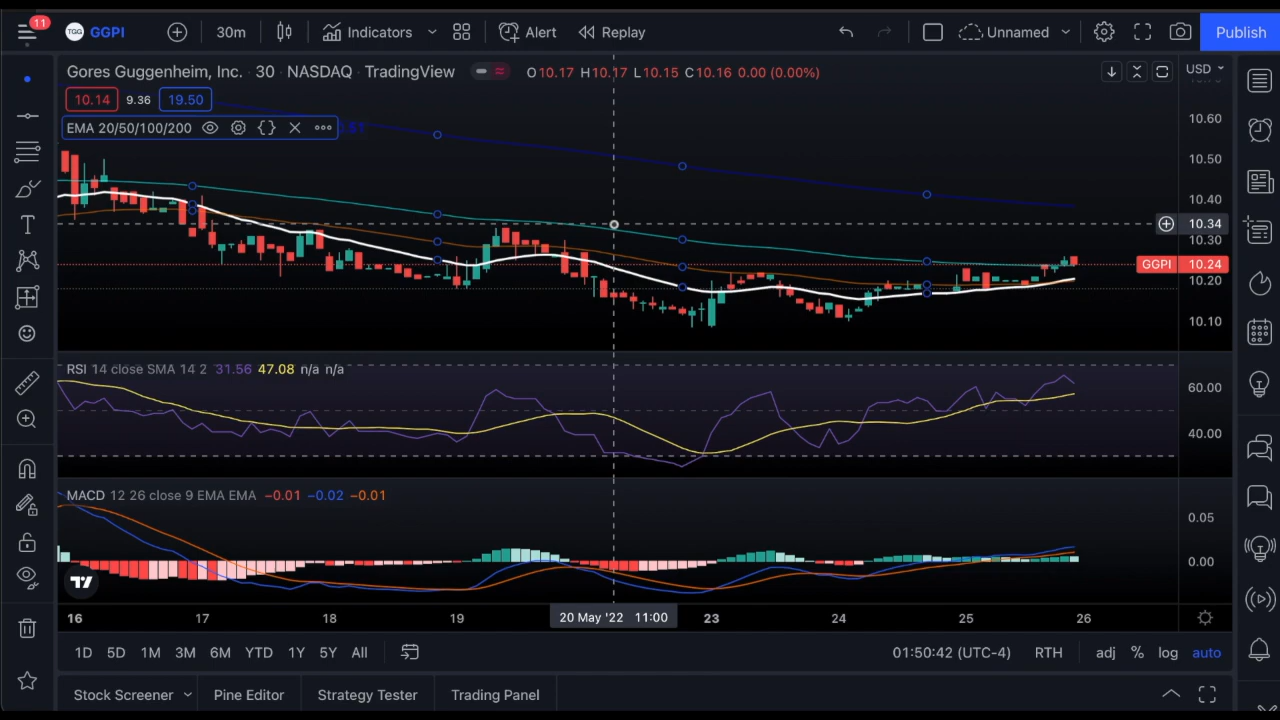 11
TGG GGPI 30m Indicators Alert Replay Unnamed Publish
Gores Guggenheim, Inc. · 30 · NASDAQ · TradingView O10.17 H10.17 L10.15 C10.16 0.00 (0.00%) USD
10.14 9.36 19.50
EMA 20/50/100/200
10.60
10.50
10.40
10.34
10.30
GGPI 10.24
10.20
10.10
RSI 14 close SMA 14 2 31.56 47.08 n/a n/a
60.00
40.00
MACD 12 26 close 9 EMA EMA −0.01 −0.02 −0.01
0.05
0.00
16 17 18 19 20 May '22 11:00 23 24 25 26
1D 5D 1M 3M 6M YTD 1Y 5Y All 01:50:42 (UTC-4) RTH adj % log auto
Stock Screener Pine Editor Strategy Tester Trading Panel